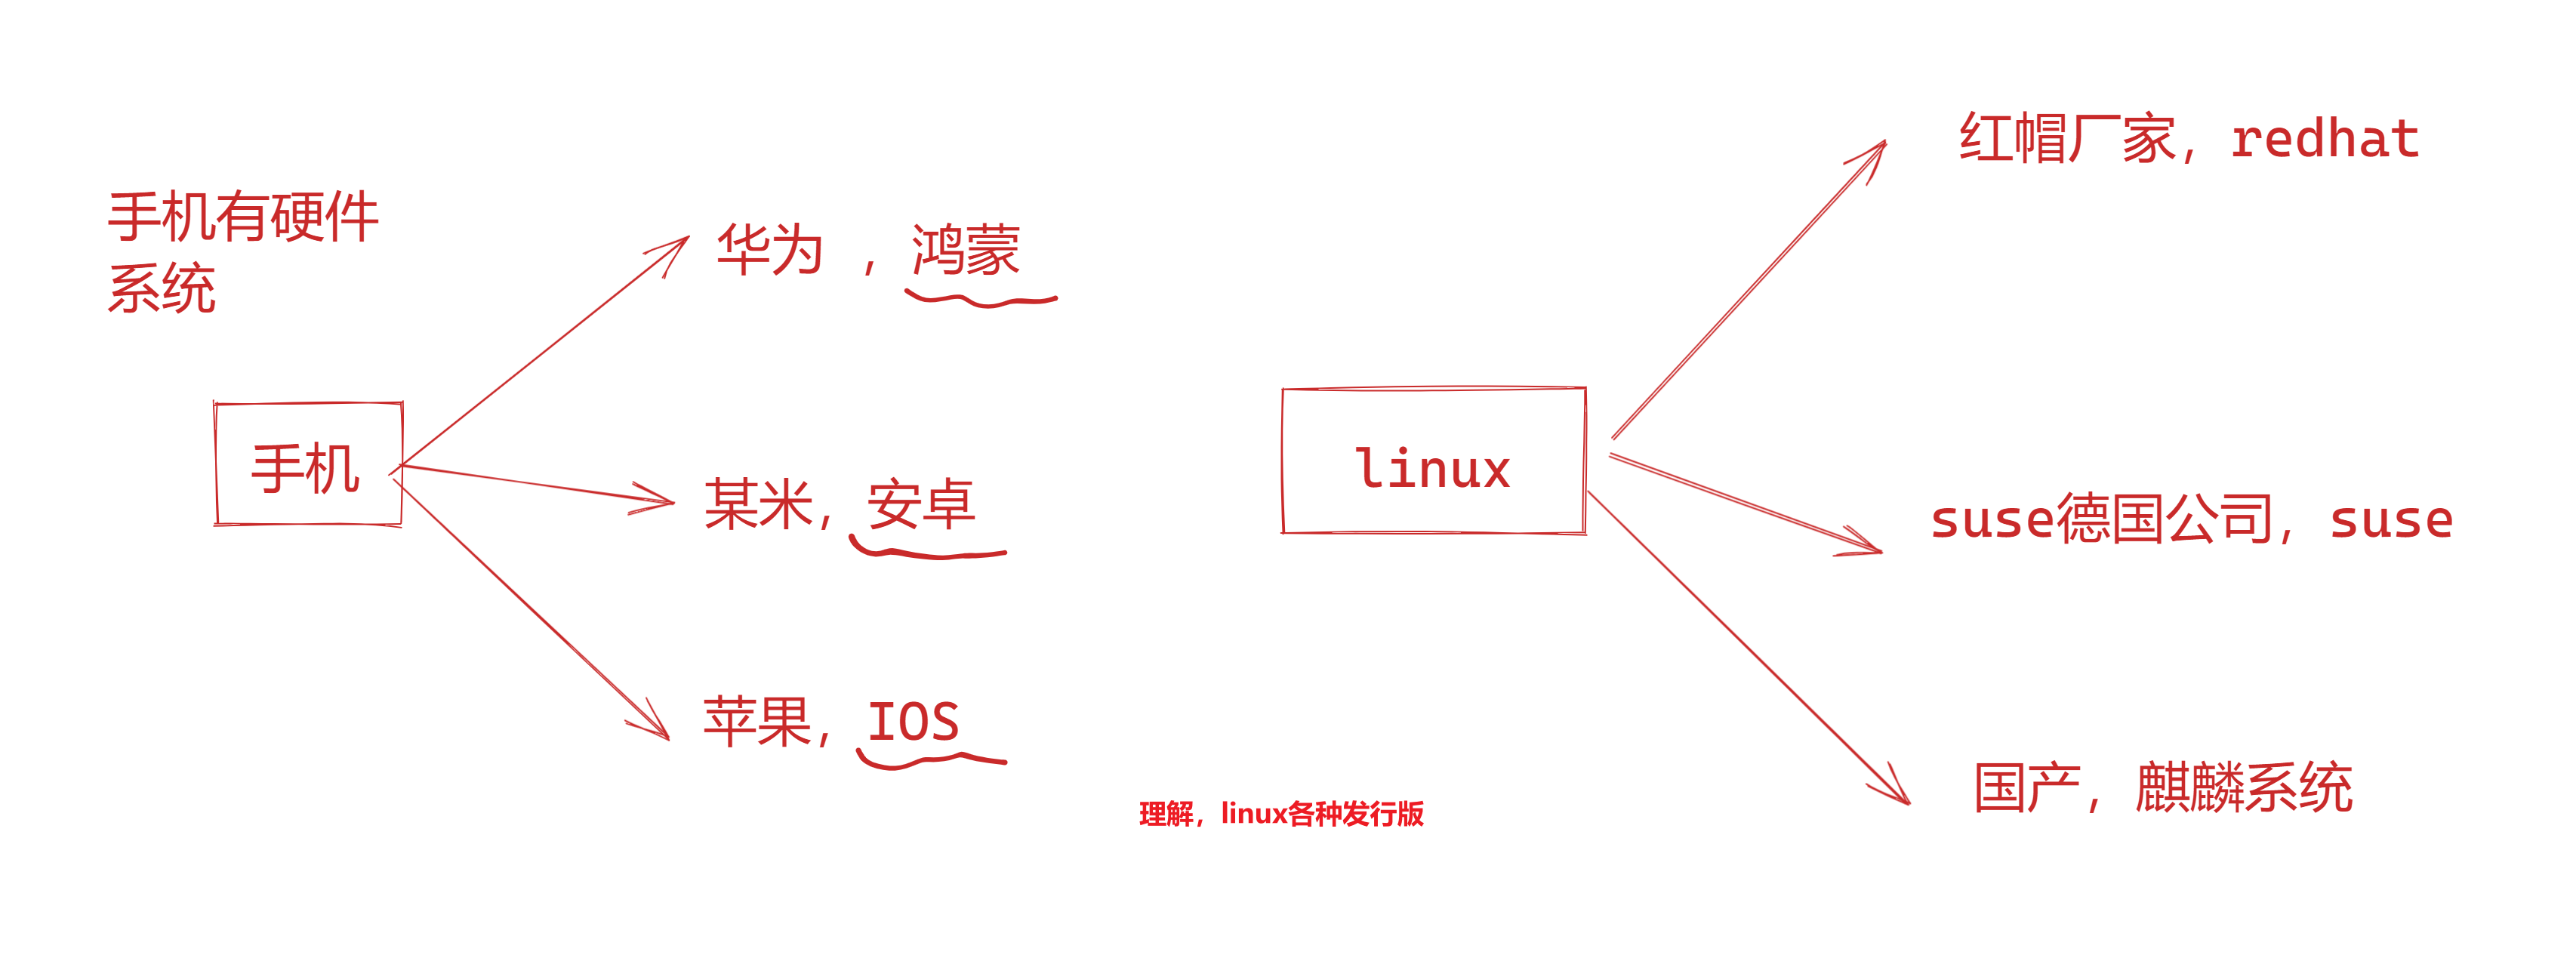 手机有硬件
系统
华为 ，鸿蒙
手机
某米，安卓
苹果，IOS
红帽厂家，redhat
linux
suse德国公司，suse
国产，麒麟系统
理解，linux各种发行版